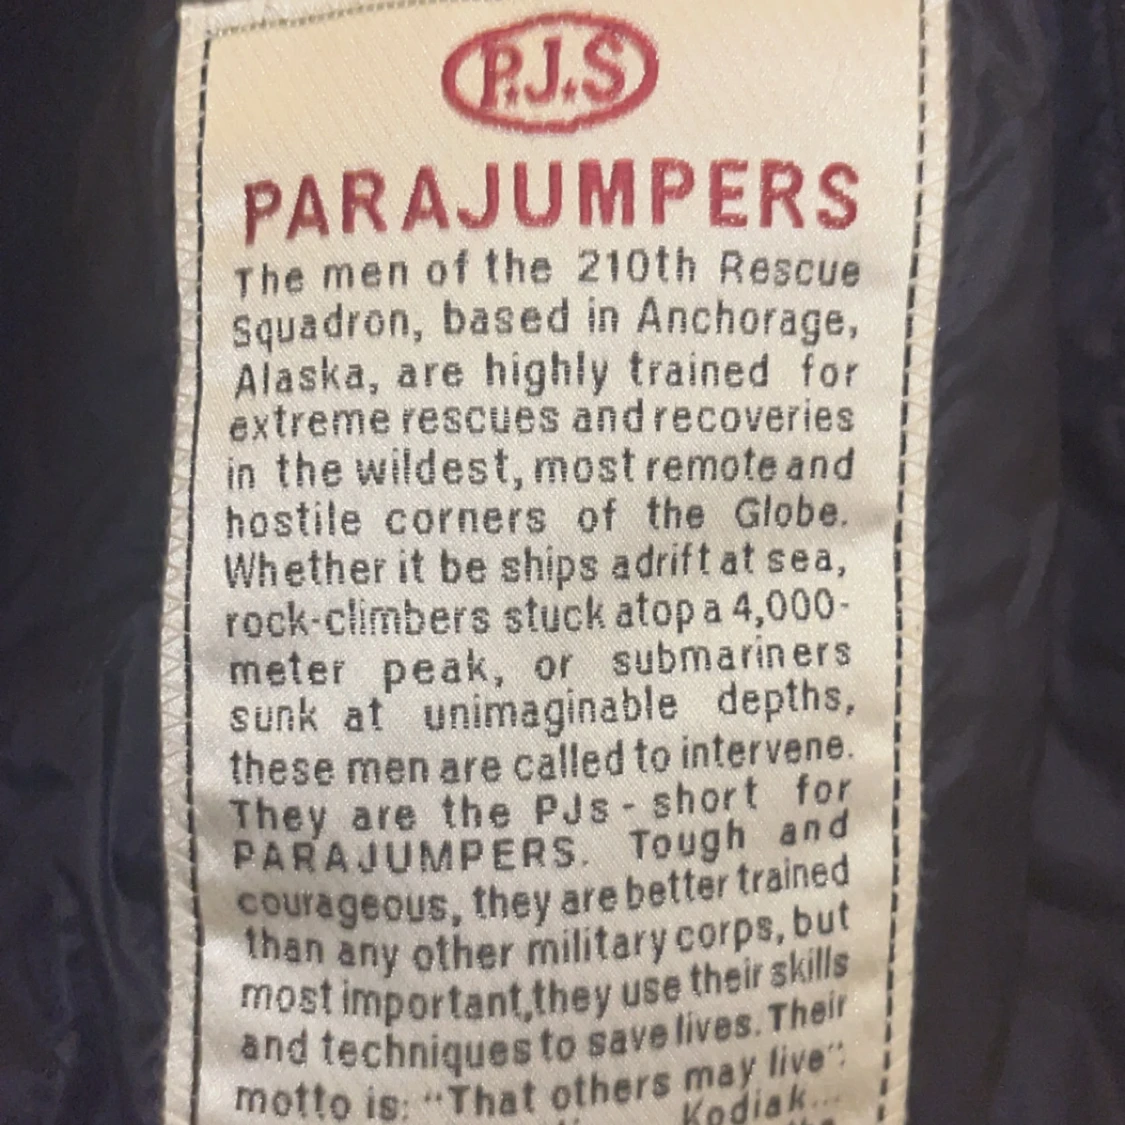 P.J.S
PARAJUMPERS
The men of the 210th Rescue
Squadron, based in Anchorage,
Alaska, are highly trained for
extreme rescues and recoveries
in the wildest, most remote and
hostile corners of the Globe.
Whether it be ships adrift at sea,
rock-climbers stuck atop a 4,000-
meter peak, or submariners
sunk at unimaginable depths,
these men are called to intervene.
They are the PJs - short for
PARAJUMPERS. Tough and
courageous, they are better trained
than any other military corps, but
most important,they use their skills
and techniques to save lives. Their
motto is: "That others may live":
Kodiak...